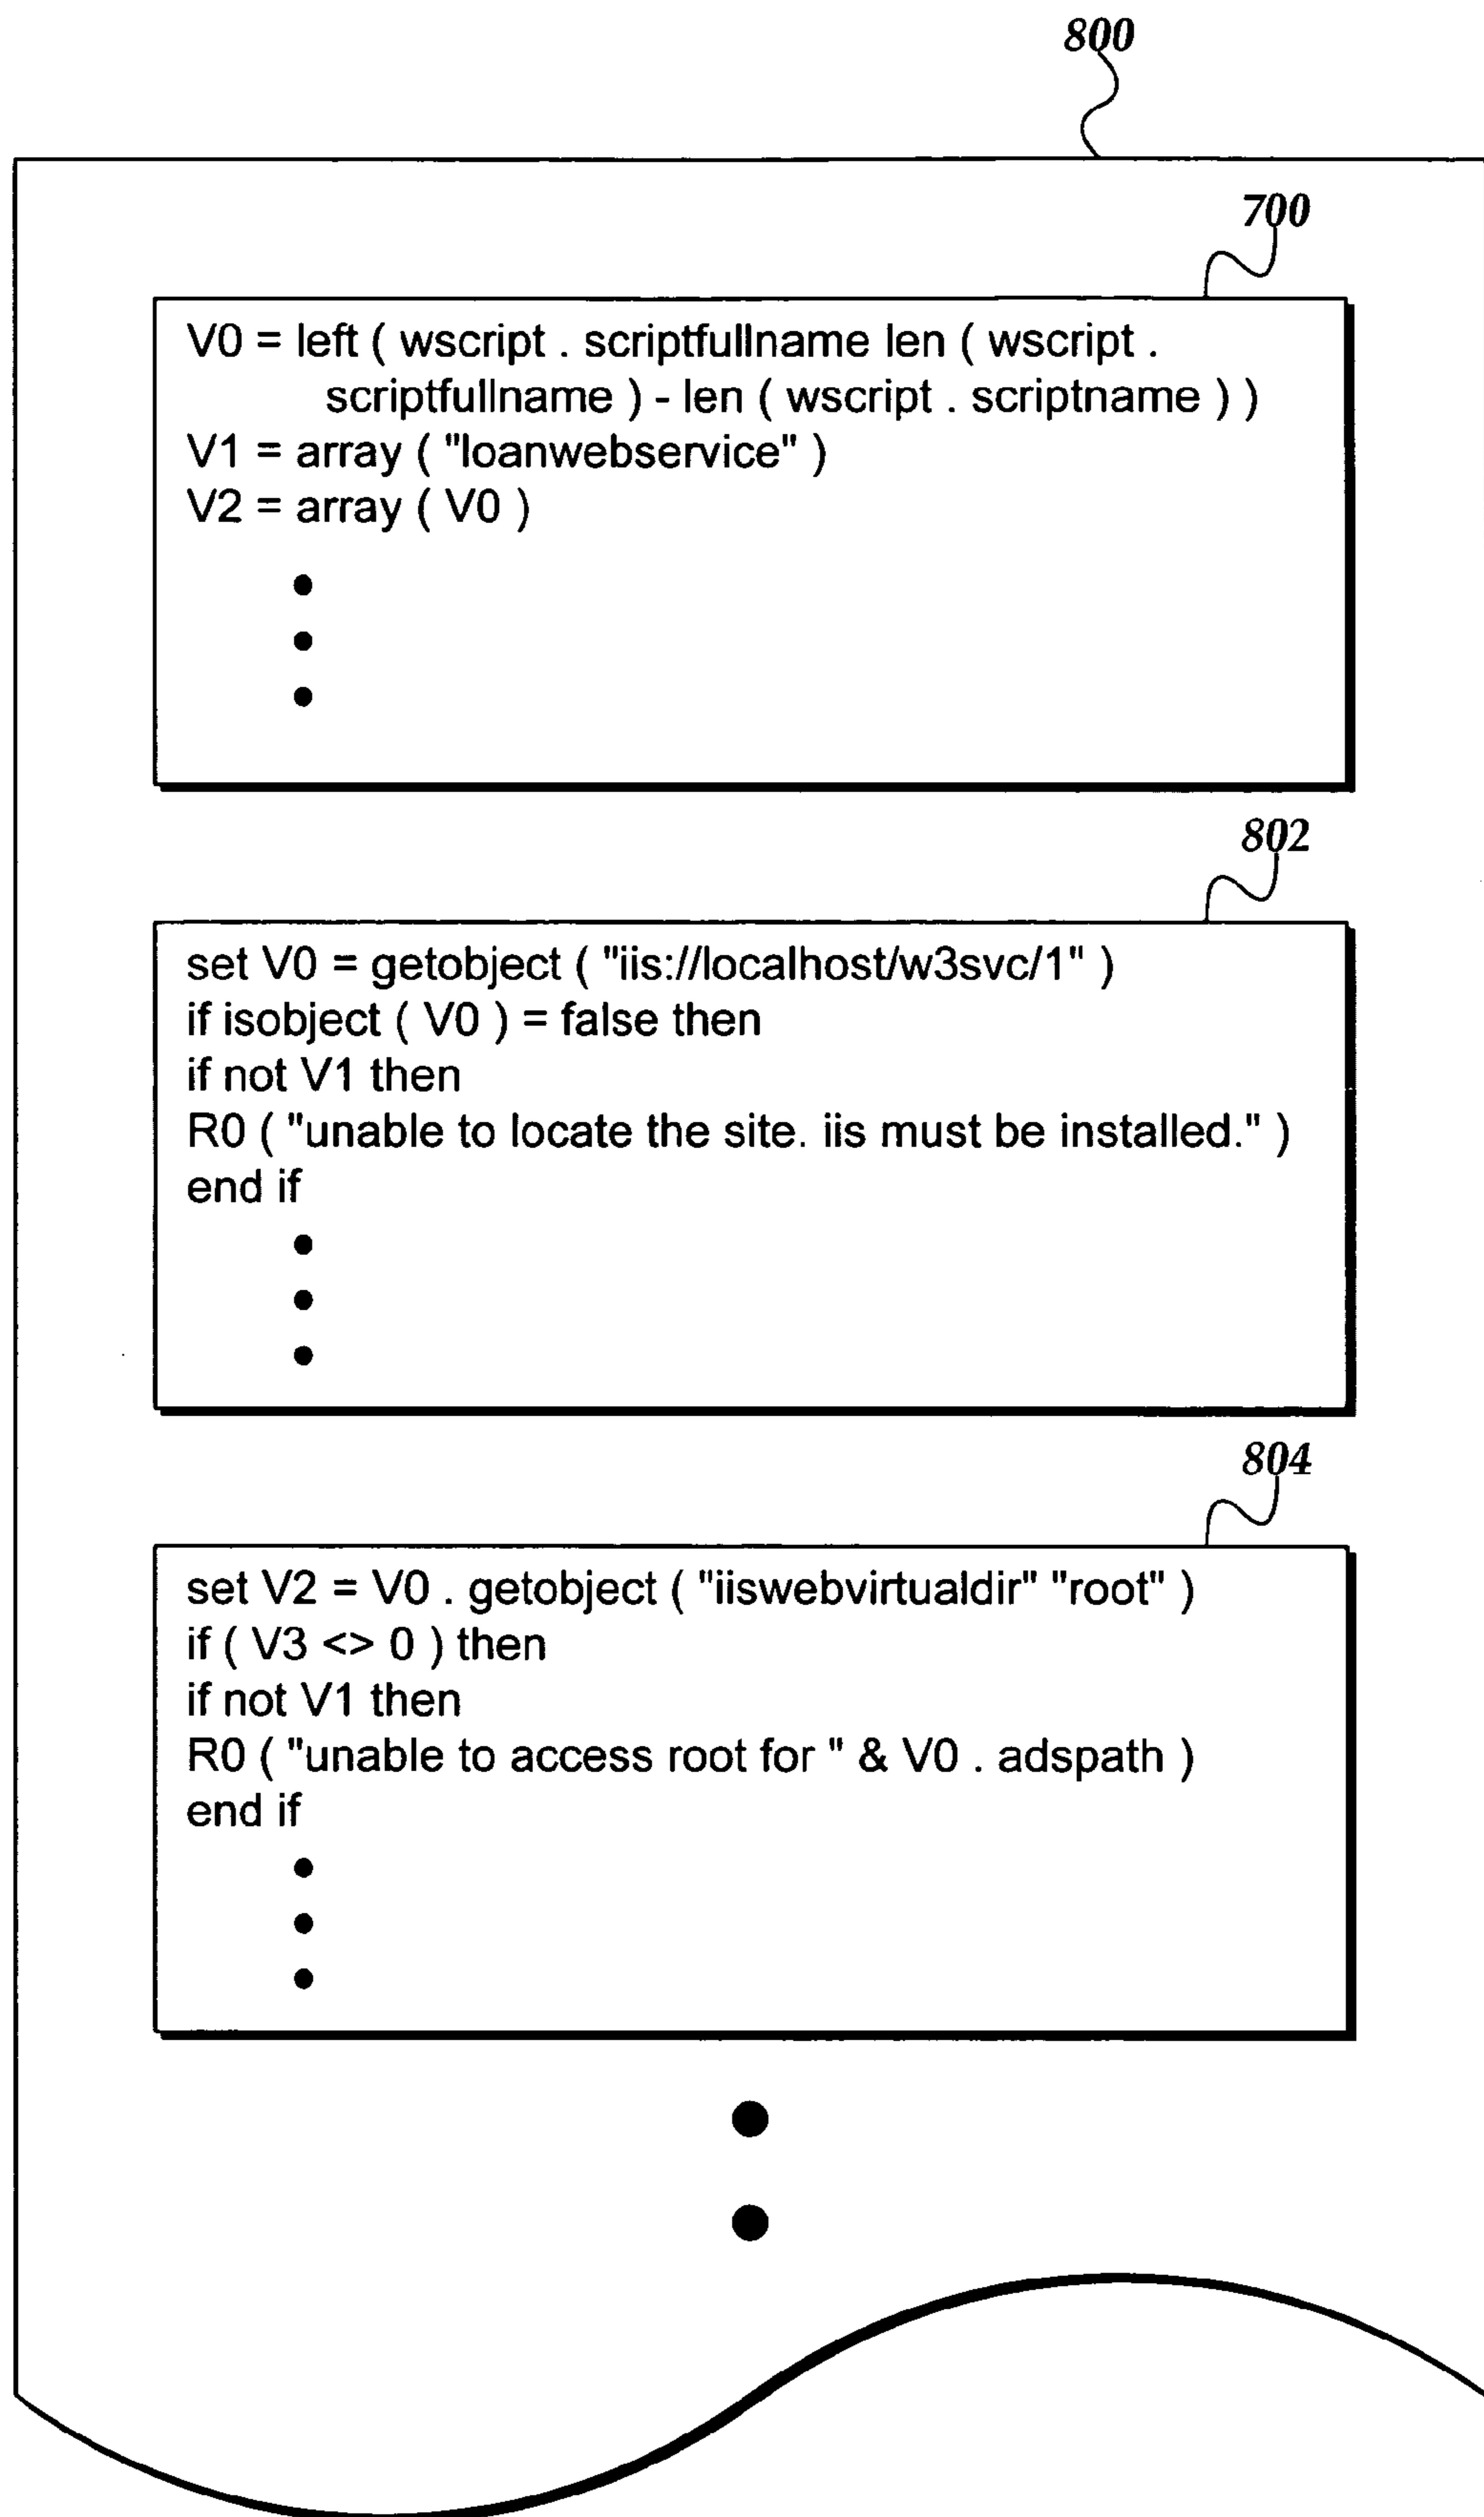 800
700
V0 = left ( wscript . scriptfullname len ( wscript .
scriptfullname ) - len ( wscript . scriptname ) )
V1 = array ( "loanwebservice" )
V2 = array ( V0 )
802
set V0 = getobject ( "iis://localhost/w3svc/1" )
if isobject ( V0 ) = false then
if not V1 then
R0 ( "unable to locate the site. iis must be installed." )
end if
804
set V2 = V0 . getobject ( "iiswebvirtualdir" "root" )
if ( V3 <> 0 ) then
if not V1 then
R0 ( "unable to access root for " & V0 . adspath )
end if